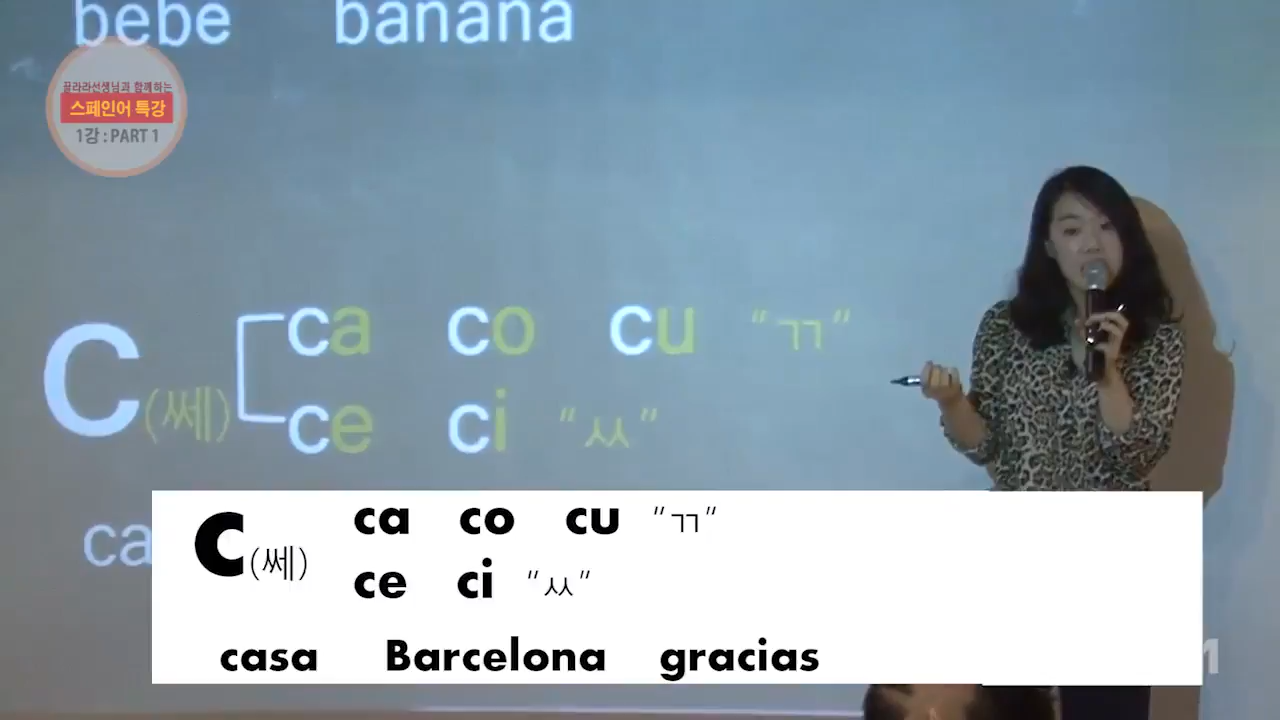 bebe banana
끌라라선생님과 함께하는
스페인어 특강
1강 : PART 1
ca co cu “ㄲ”
C(쎄)
ce ci “ㅆ”
ca
ca co cu “ㄲ”
C(쎄)
ce ci “ㅆ”
casa Barcelona gracias